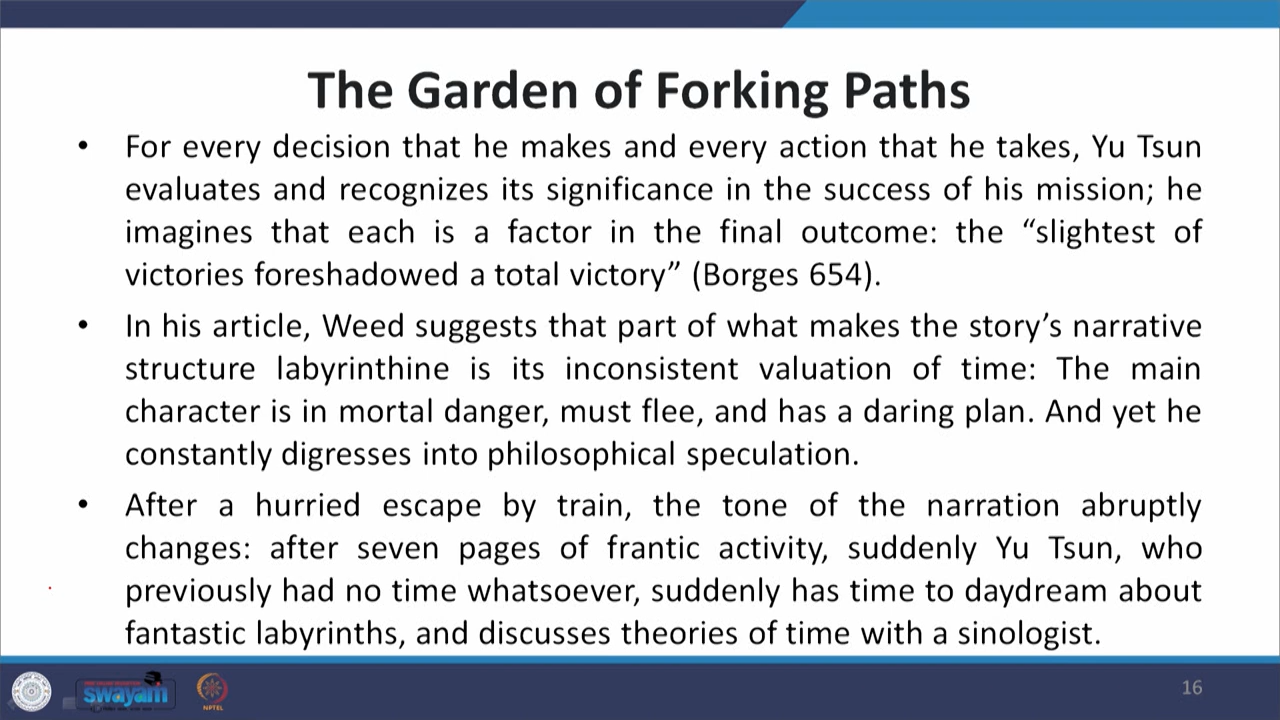 The Garden of Forking Paths
• For every decision that he makes and every action that he takes, Yu Tsun
evaluates and recognizes its significance in the success of his mission; he
imagines that each is a factor in the final outcome: the “slightest of
victories foreshadowed a total victory” (Borges 654).
• In his article, Weed suggests that part of what makes the story’s narrative
structure labyrinthine is its inconsistent valuation of time: The main
character is in mortal danger, must flee, and has a daring plan. And yet he
constantly digresses into philosophical speculation.
• After a hurried escape by train, the tone of the narration abruptly
changes: after seven pages of frantic activity, suddenly Yu Tsun, who
previously had no time whatsoever, suddenly has time to daydream about
fantastic labyrinths, and discusses theories of time with a sinologist.
swayam
NPTEL
16